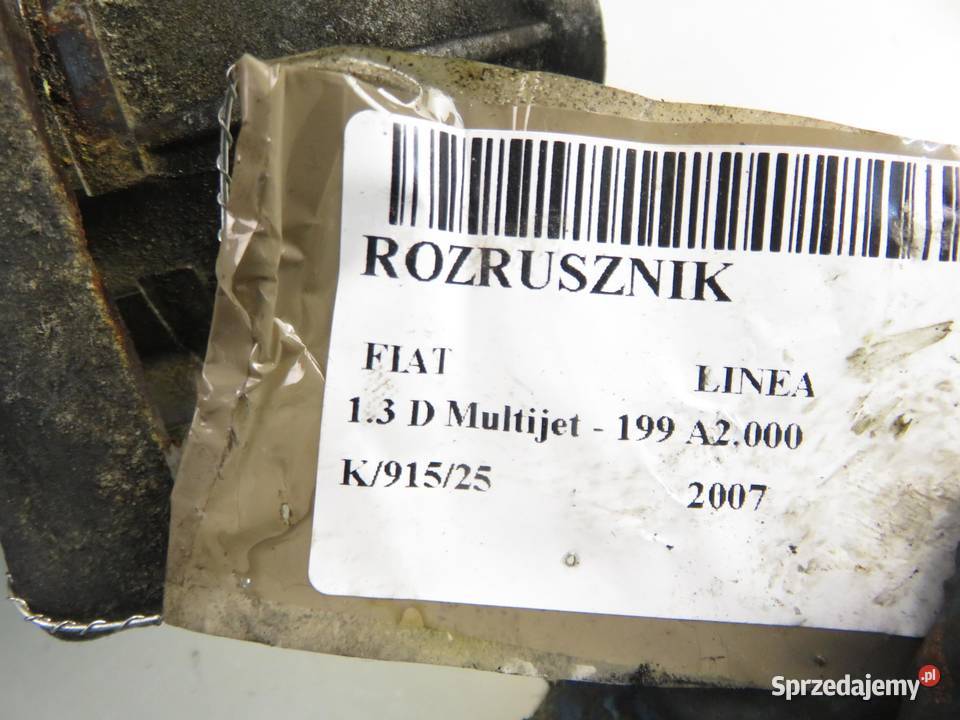 ROZRUSZNIK
FIAT LINEA
1.3 D Multijet - 199 A2.000
K/915/25 2007
Sprzedajemy.pl